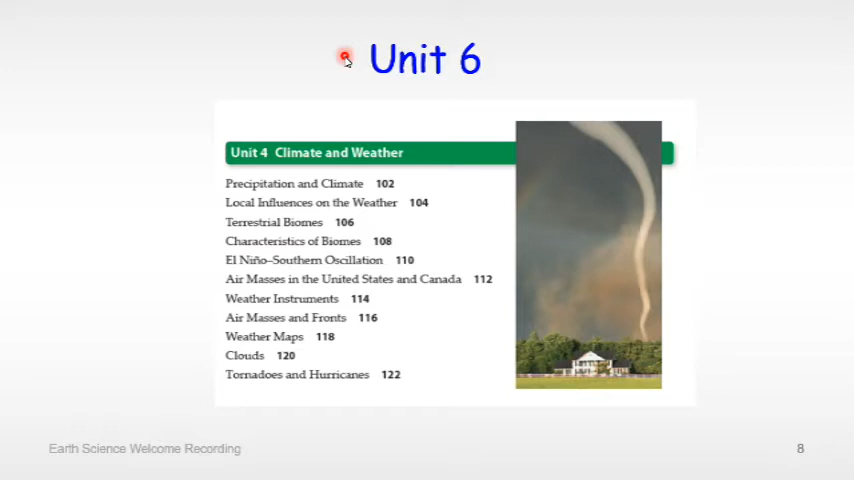 Unit 6
Unit 4 Climate and Weather
Precipitation and Climate 102
Local Influences on the Weather 104
Terrestrial Biomes 106
Characteristics of Biomes 108
El Niño–Southern Oscillation 110
Air Masses in the United States and Canada 112
Weather Instruments 114
Air Masses and Fronts 116
Weather Maps 118
Clouds 120
Tornadoes and Hurricanes 122
Earth Science Welcome Recording 8